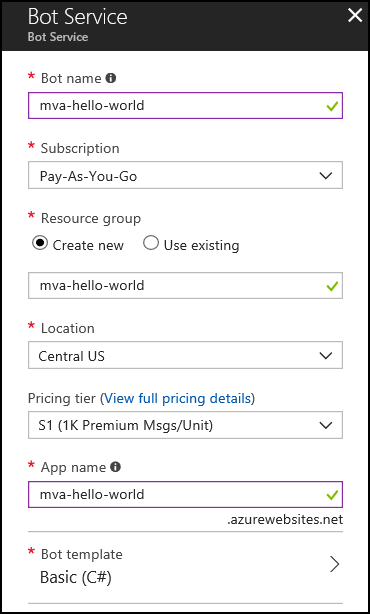 Bot Service
Bot Service
* Bot name
mva-hello-world
* Subscription
Pay-As-You-Go
* Resource group
Create new Use existing
mva-hello-world
* Location
Central US
Pricing tier (View full pricing details)
S1 (1K Premium Msgs/Unit)
* App name
mva-hello-world
.azurewebsites.net
* Bot template
Basic (C#)